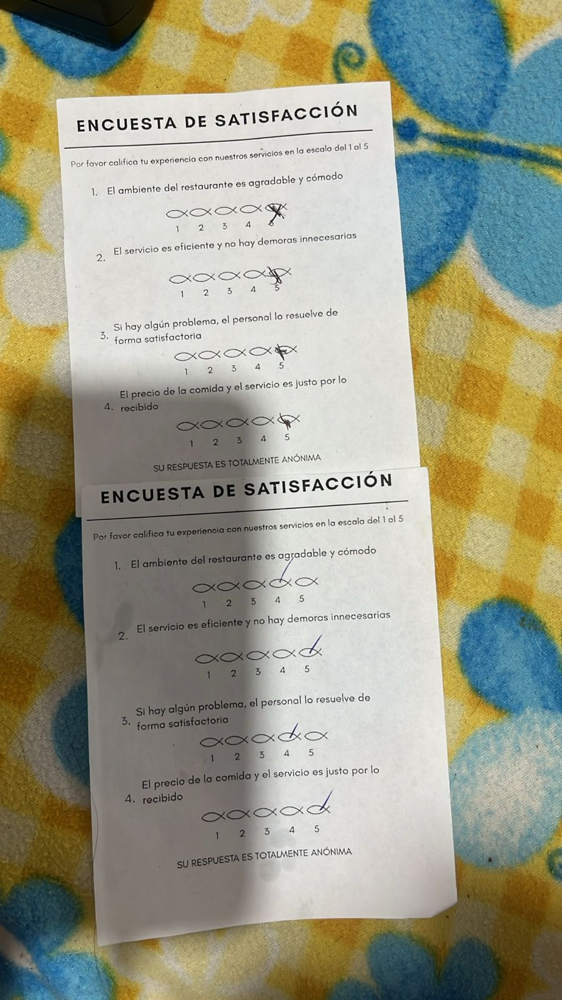 ENCUESTA DE SATISFACCIÓN
Por favor califica tu experiencia con nuestros servicios en la escala del 1 al 5
1. El ambiente del restaurante es agradable y cómodo
1 2 3 4 5
2. El servicio es eficiente y no hay demoras innecesarias
1 2 3 4 5
3. Si hay algún problema, el personal lo resuelve de
forma satisfactoria
1 2 3 4 5
El precio de la comida y el servicio es justo por lo
4. recibido
1 2 3 4 5
SU RESPUESTA ES TOTALMENTE ANÓNIMA
ENCUESTA DE SATISFACCIÓN
Por favor califica tu experiencia con nuestros servicios en la escala del 1 al 5
1. El ambiente del restaurante es agradable y cómodo
1 2 3 4 5
2. El servicio es eficiente y no hay demoras innecesarias
1 2 3 4 5
3. Si hay algún problema, el personal lo resuelve de
forma satisfactoria
1 2 3 4 5
El precio de la comida y el servicio es justo por lo
4. recibido
1 2 3 4 5
SU RESPUESTA ES TOTALMENTE ANÓNIMA